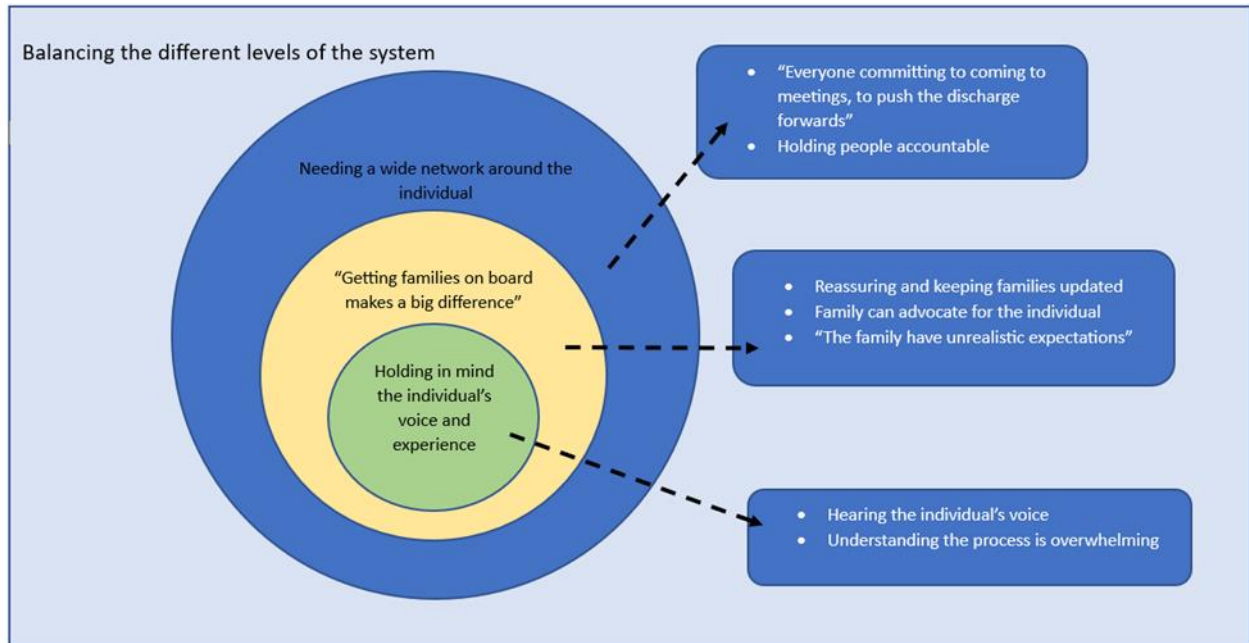 Balancing the different levels of the system
Needing a wide network around the
individual
“Getting families on board
makes a big difference”
Holding in mind
the individual’s
voice and
experience
• “Everyone committing to coming to
meetings, to push the discharge
forwards”
• Holding people accountable
• Reassuring and keeping families updated
• Family can advocate for the individual
• “The family have unrealistic expectations”
• Hearing the individual’s voice
• Understanding the process is overwhelming